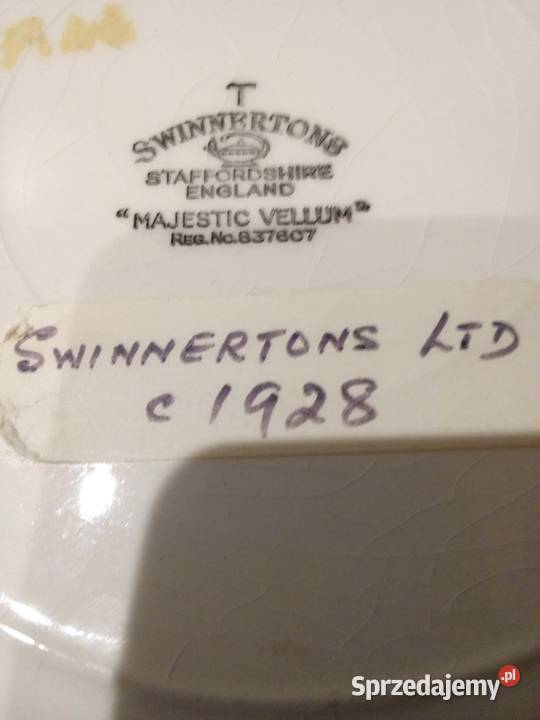 T
SWINNERTONS
STAFFORDSHIRE
ENGLAND
"MAJESTIC VELLUM"
REG.NO.837607
SWINNERTONS LTD
c 1928
Sprzedajemy.pl